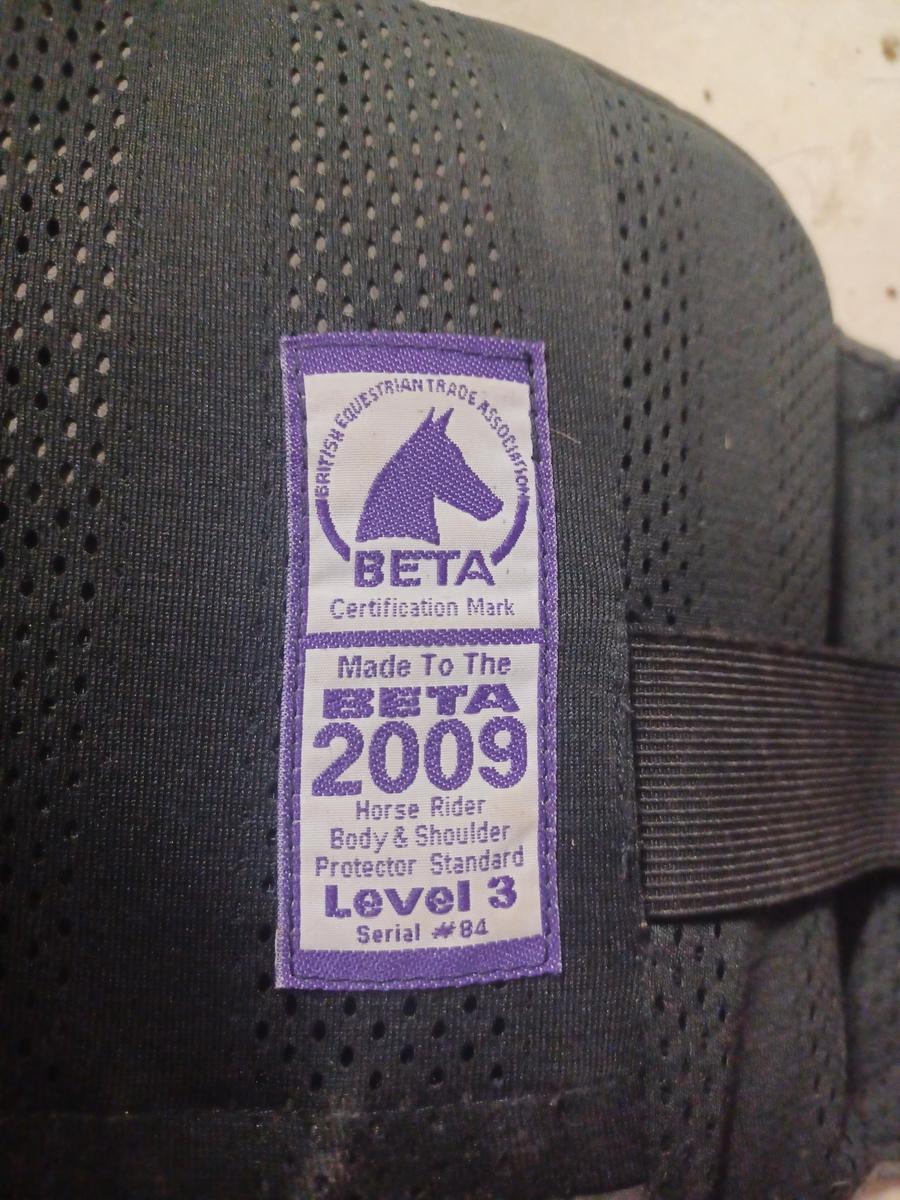 BRITISH EQUESTRIAN TRADE ASSOCIATION
BETA
Certification Mark
Made To The
BETA
2009
Horse Rider
Body & Shoulder
Protector Standard
Level 3
Serial #84